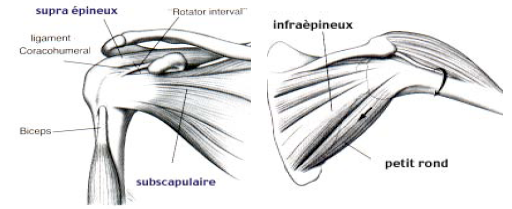 supra épineux
"Rotator interval"
ligament
Coracohumeral
Biceps
subscapulaire
infraèpineux
petit rond